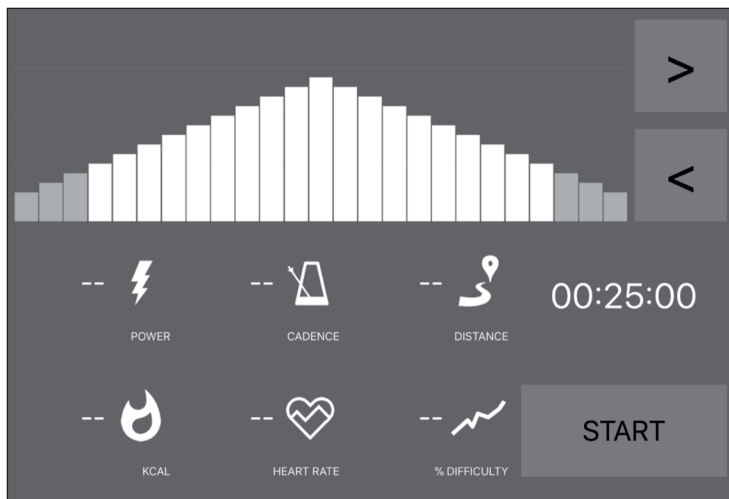 >
<
-- -- -- 00:25:00
POWER CADENCE DISTANCE
-- -- --
START
KCAL HEART RATE % DIFFICULTY